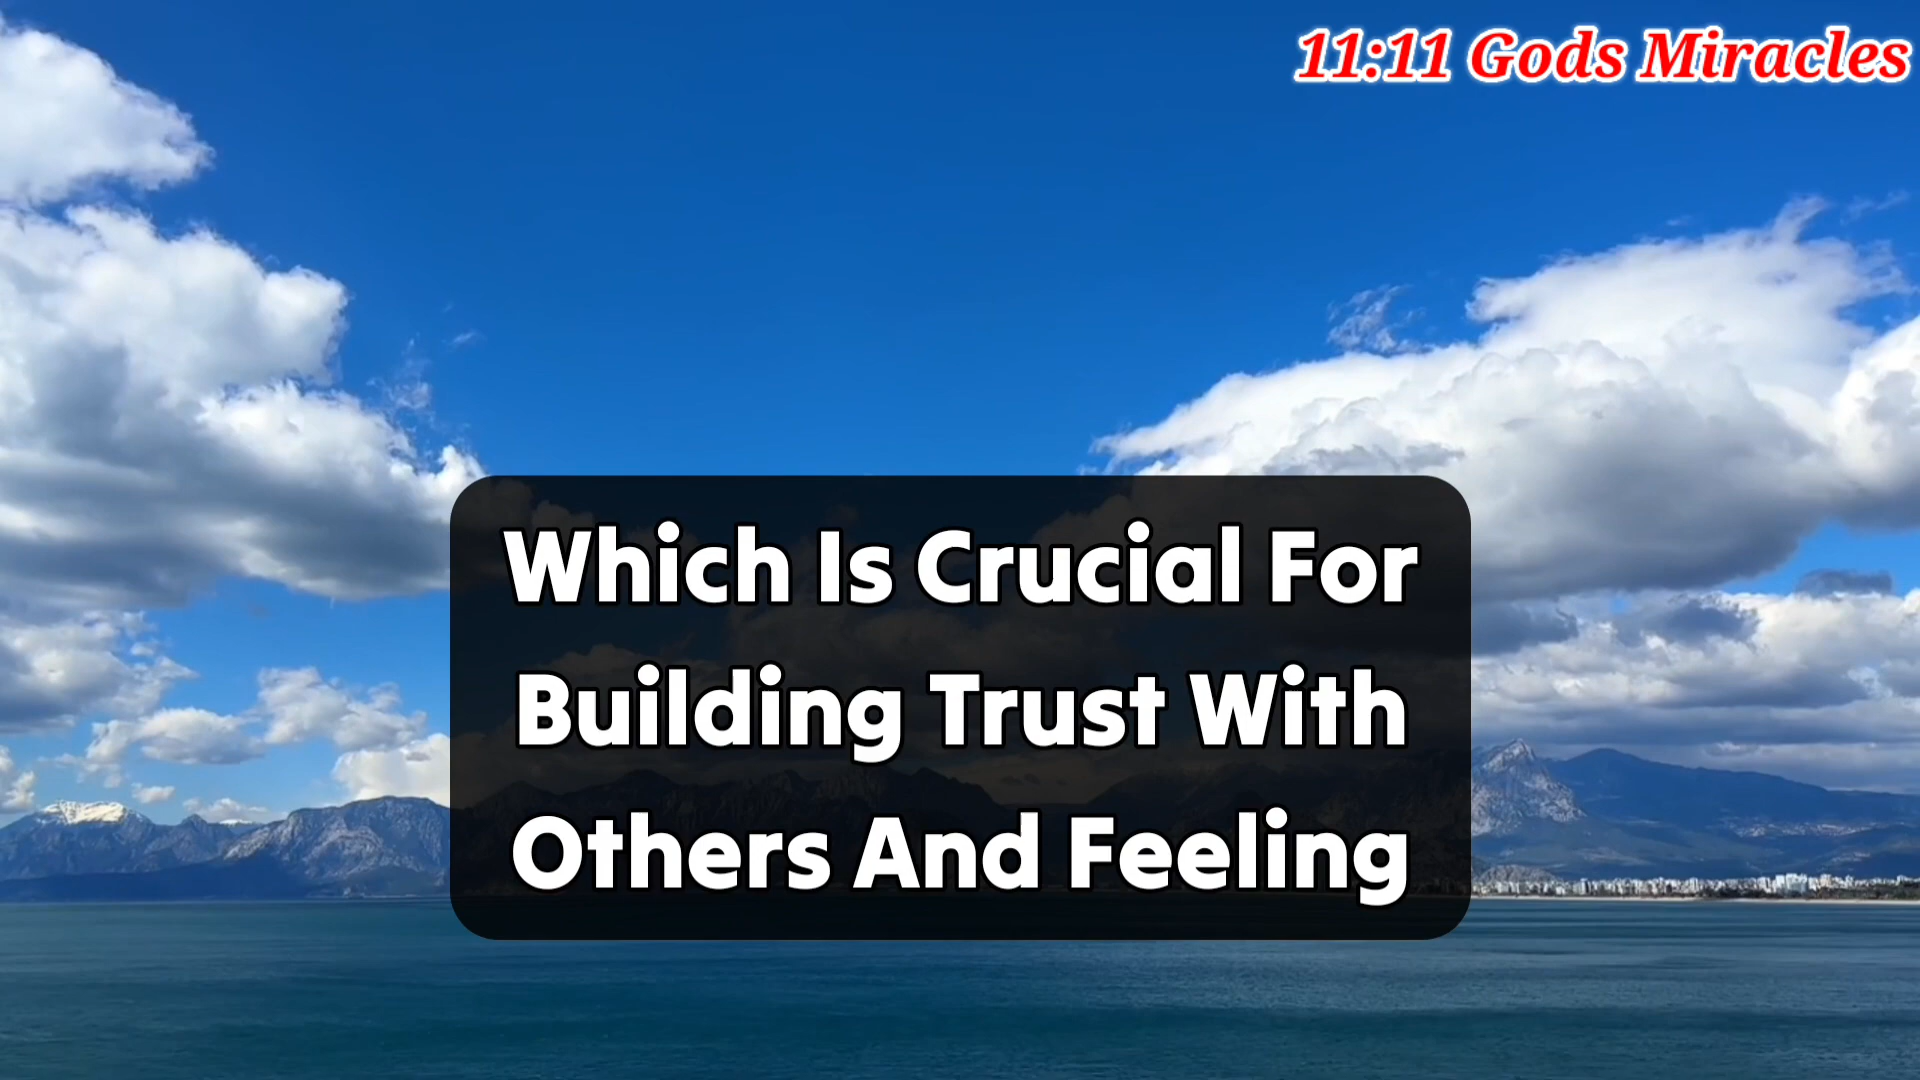 11:11 Gods Miracles
Which Is Crucial For
Building Trust With
Others And Feeling